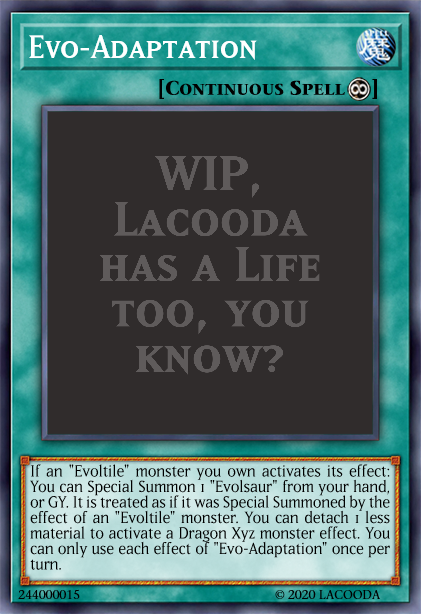 Evo-Adaptation
[Continuous Spell]
WIP,
Lacooda
has a Life
too, you
know?
If an "Evoltile" monster you own activates its effect:
You can Special Summon 1 "Evolsaur" from your hand,
or GY. It is treated as if it was Special Summoned by the
effect of an "Evoltile" monster. You can detach 1 less
material to activate a Dragon Xyz monster effect. You
can only use each effect of "Evo-Adaptation" once per
turn.
244000015
© 2020 LACOODA